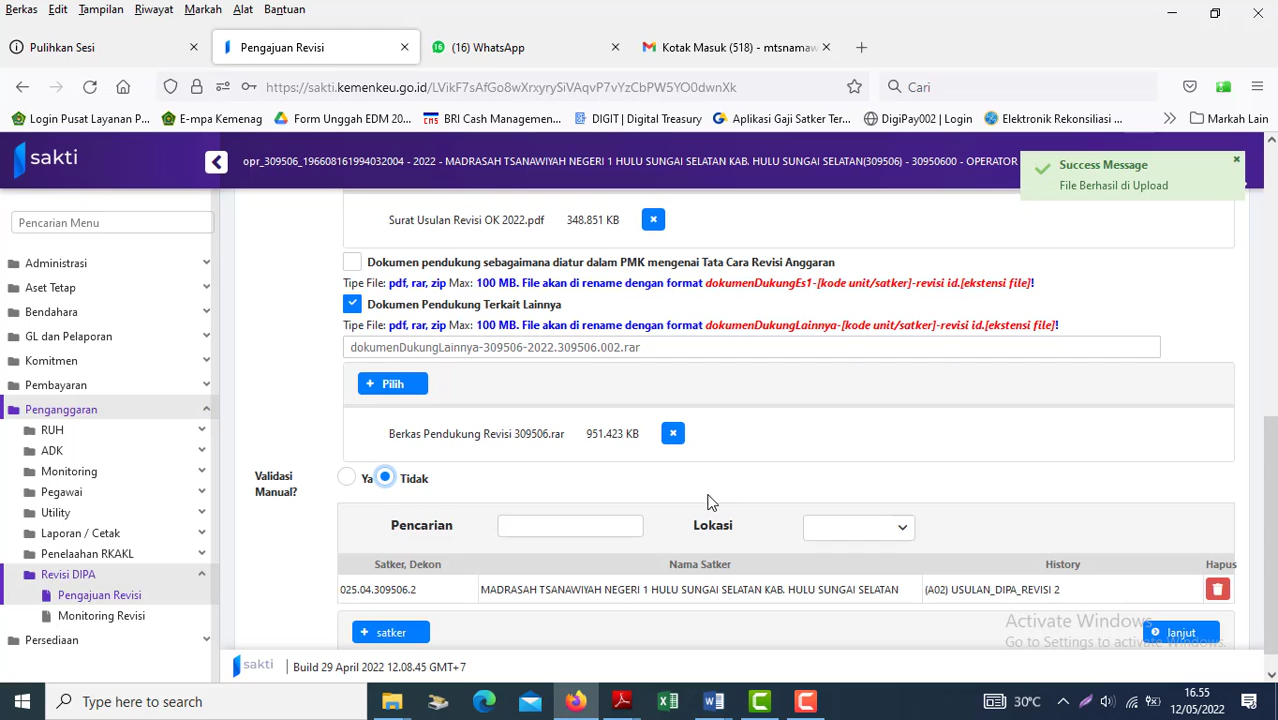 Berkas Edit Tampilan Riwayat Markah Alat Bantuan
Pulihkan Sesi Pengajuan Revisi (16) WhatsApp Kotak Masuk (518) - mtsnamaw
https://sakti.kemenkeu.go.id/LVikF7sAfGo8wXrxyrySiVAqvP7vYzCbPW5YO0dwnXk Cari
Login Pusat Layanan P... E-mpa Kemenag Form Unggah EDM 20... BRI Cash Managemen... DIGIT | Digital Treasury Aplikasi Gaji Satker Ter... DigiPay002 | Login Elektronik Rekonsiliasi ... Markah Lain
sakti opr_309506_196608161994032004 - 2022 - MADRASAH TSANAWIYAH NEGERI 1 HULU SUNGAI SELATAN KAB. HULU SUNGAI SELATAN(309506) - 30950600 - OPERATOR
Success Message
File Berhasil di Upload
Pencarian Menu
Administrasi
Aset Tetap
Bendahara
GL dan Pelaporan
Komitmen
Pembayaran
Penganggaran
RUH
ADK
Monitoring
Pegawai
Utility
Laporan / Cetak
Penelaahan RKAKL
Revisi DIPA
Pengajuan Revisi
Monitoring Revisi
Persediaan
Surat Usulan Revisi OK 2022.pdf 348.851 KB
Dokumen pendukung sebagaimana diatur dalam PMK mengenai Tata Cara Revisi Anggaran
Tipe File: pdf, rar, zip Max: 100 MB. File akan di rename dengan format dokumenDukungEs1-[kode unit/satker]-revisi id.[ekstensi file]!
Dokumen Pendukung Terkait Lainnya
Tipe File: pdf, rar, zip Max: 100 MB. File akan di rename dengan format dokumenDukungLainnya-[kode unit/satker]-revisi id.[ekstensi file]!
dokumenDukungLainnya-309506-2022.309506.002.rar
+ Pilih
Berkas Pendukung Revisi 309506.rar 951.423 KB
Validasi Manual? Ya Tidak
Pencarian Lokasi
Satker, Dekon Nama Satker History Hapus
025.04.309506.2 MADRASAH TSANAWIYAH NEGERI 1 HULU SUNGAI SELATAN KAB. HULU SUNGAI SELATAN (A02) USULAN_DIPA_REVISI 2
+ satker lanjut
Activate Windows
Go to Settings to activate Windows.
sakti Build 29 April 2022 12.08.45 GMT+7
Type here to search 30°C 16.55
12/05/2022